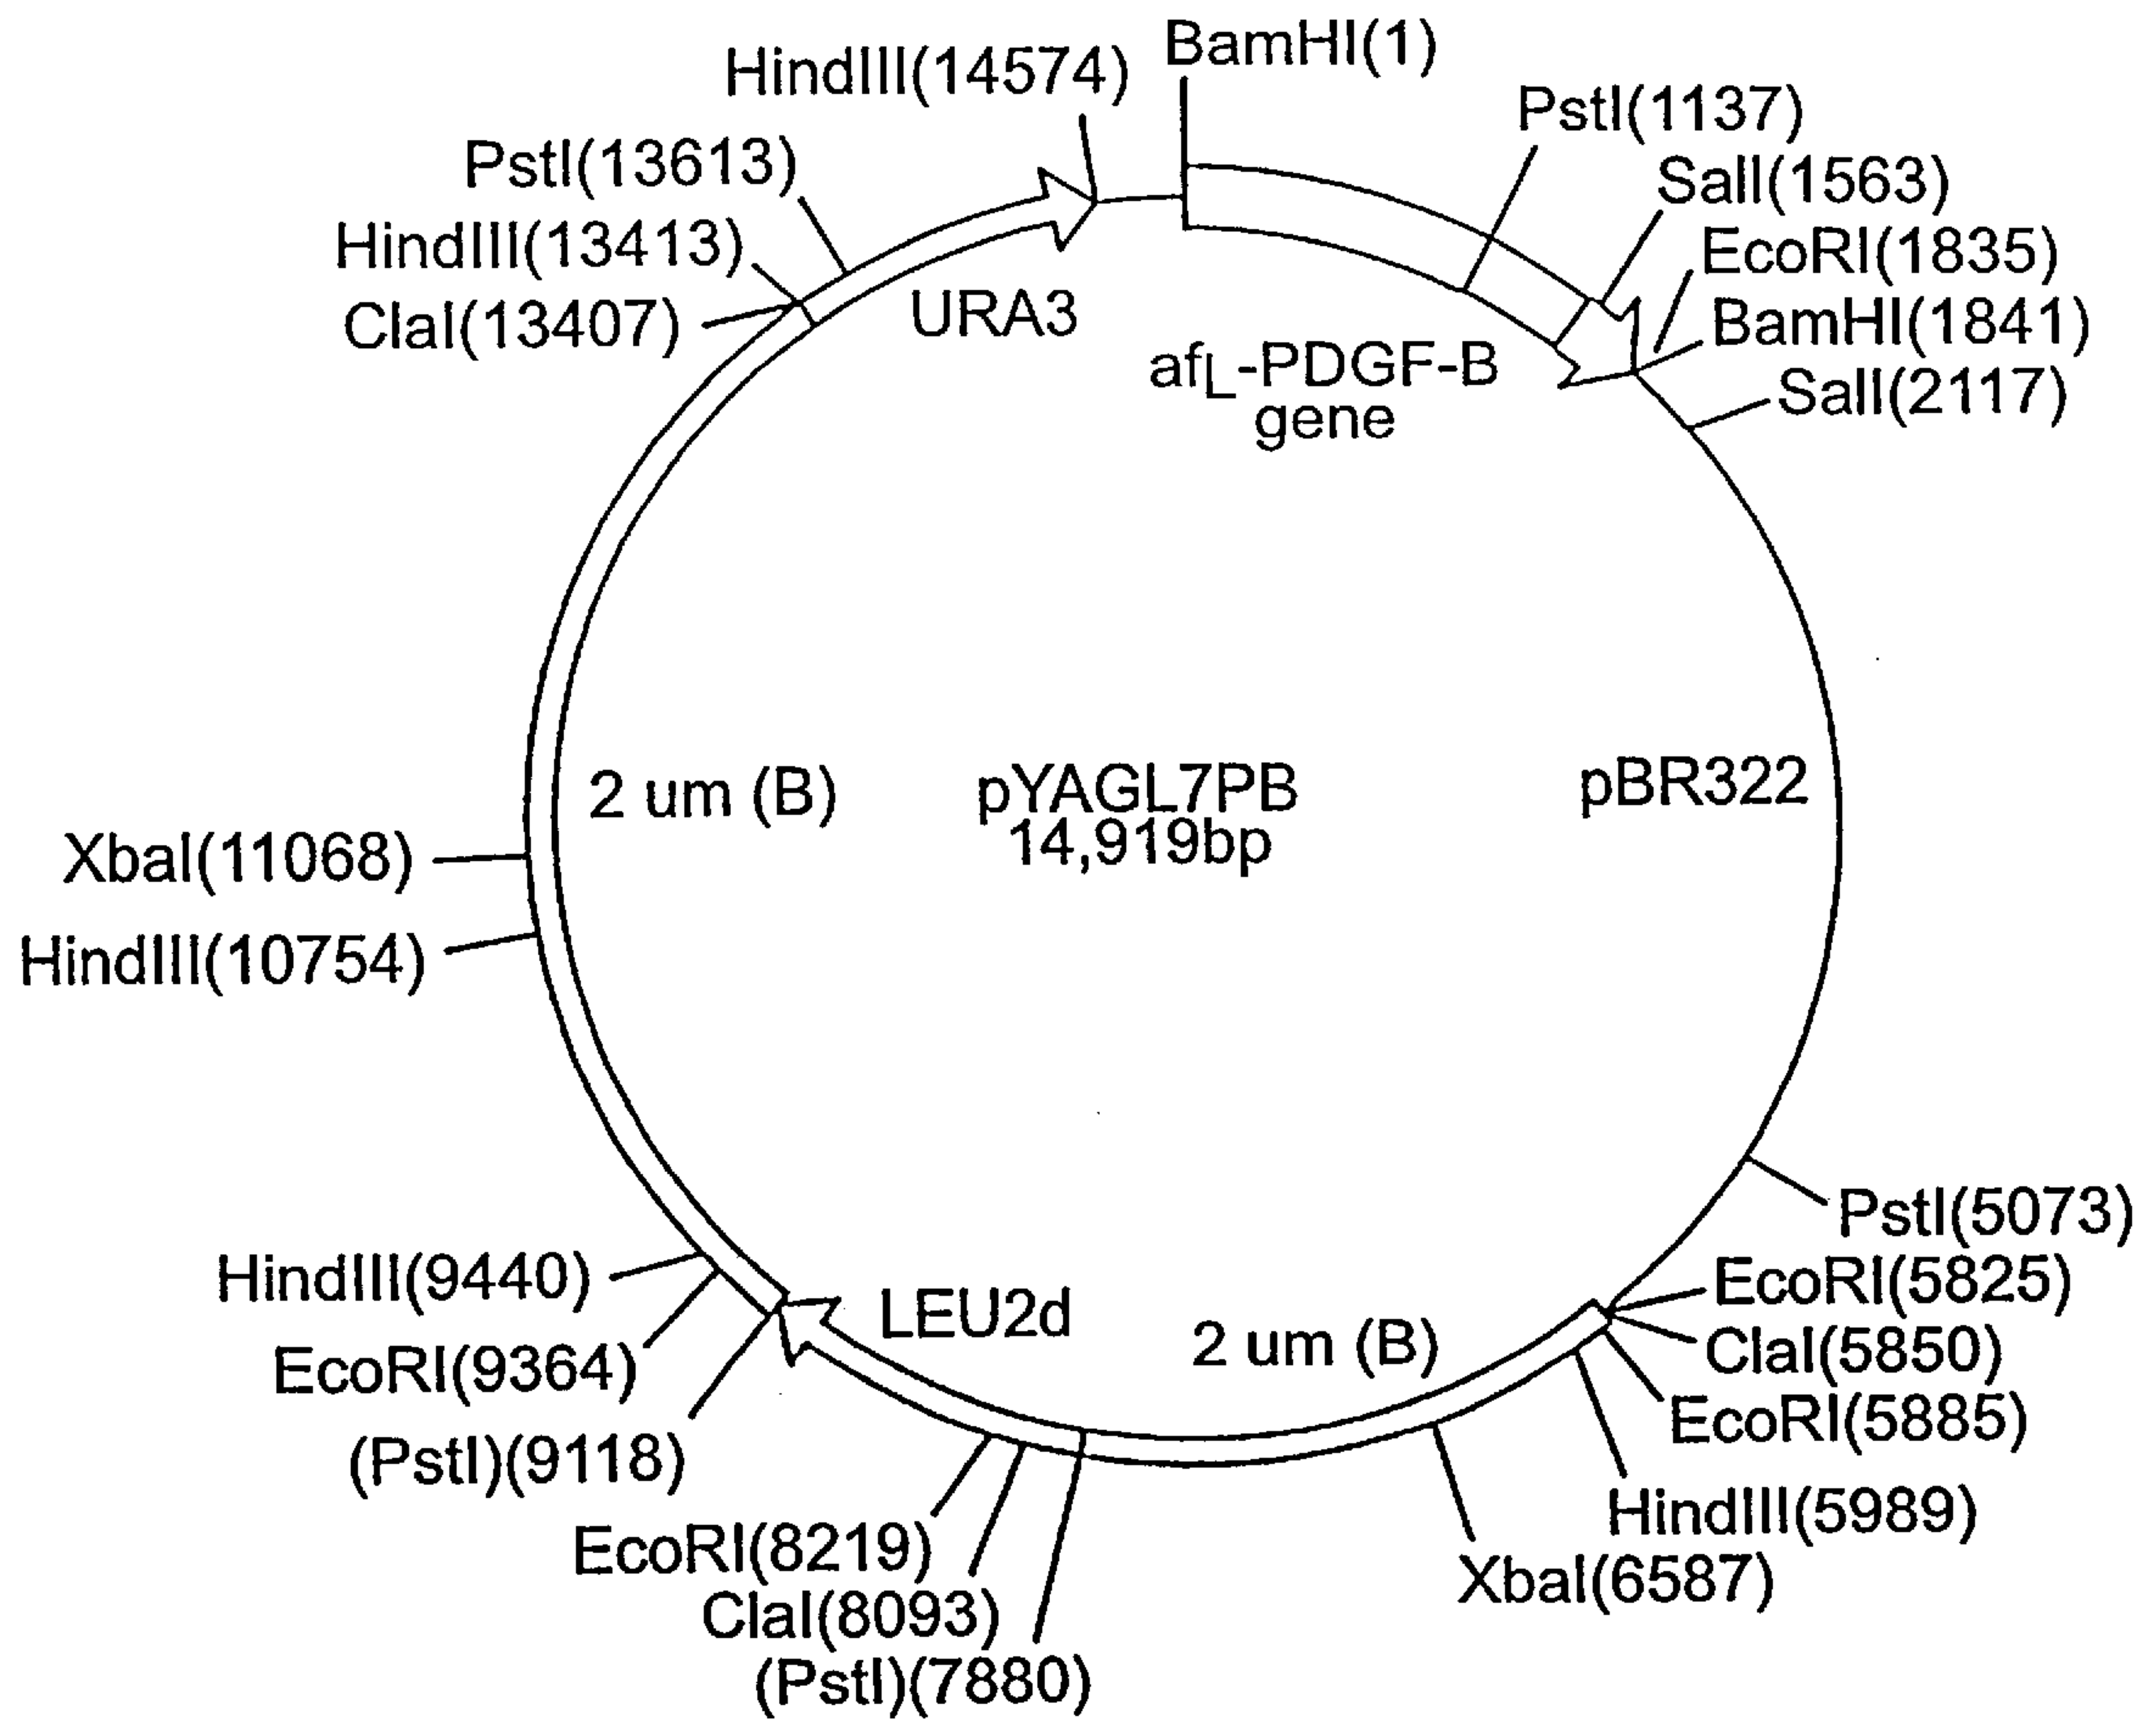 BamHI(1)
PstI(1137)
SalI(1563)
EcoRI(1835)
BamHI(1841)
SalI(2117)
pBR322
PstI(5073)
EcoRI(5825)
ClaI(5850)
EcoRI(5885)
HindIII(5989)
XbaI(6587)
(PstI)(7880)
ClaI(8093)
EcoRI(8219)
(PstI)(9118)
EcoRI(9364)
HindIII(9440)
HindIII(10754)
XbaI(11068)
ClaI(13407)
HindIII(13413)
PstI(13613)
HindIII(14574)
URA3
afL-PDGF-B
gene
2 um (B)
pYAGL7PB
14,919bp
LEU2d
2 um (B)